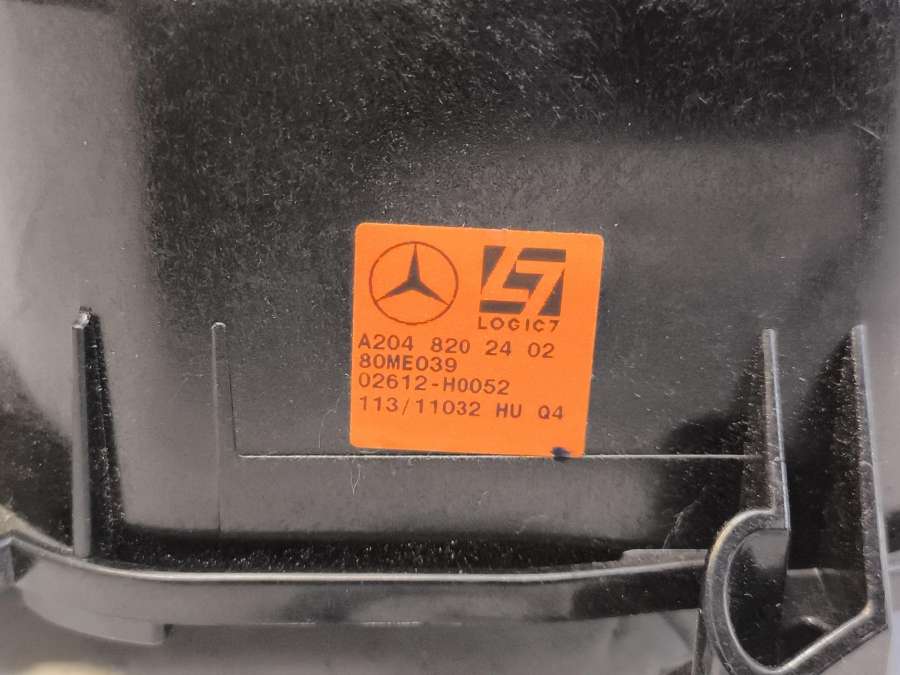 LOGIC7
A204 820 24 02
80ME039
02612-H0052
113/11032 HU Q4